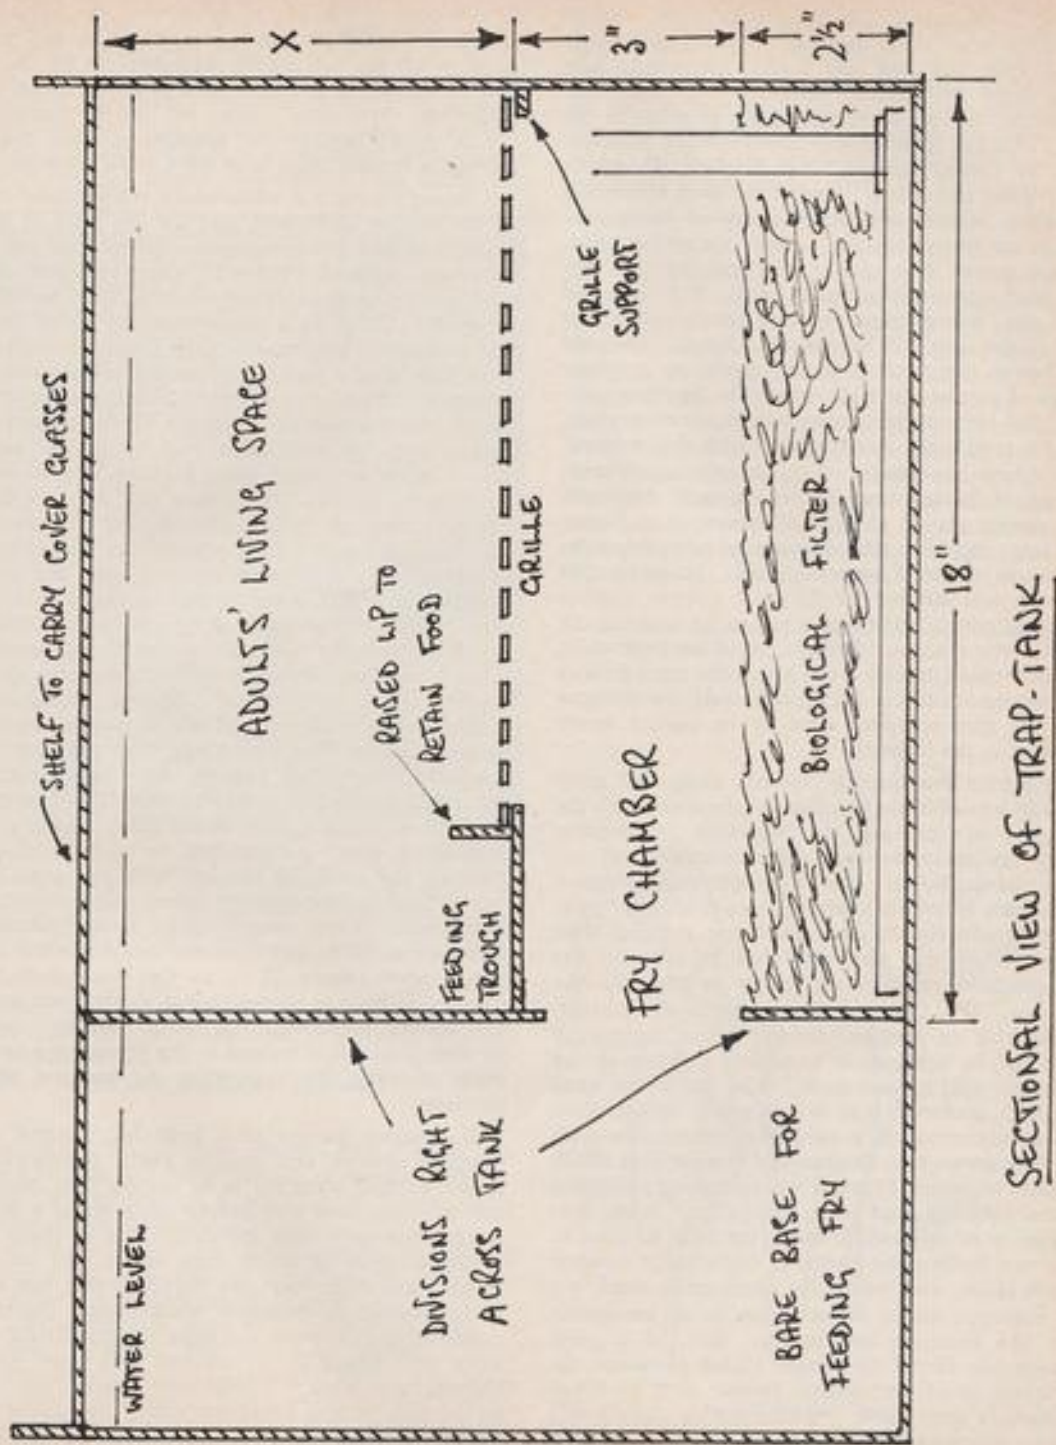 SHELF TO CARRY COVER GLASSES
WATER LEVEL
X
ADULTS' LIVING SPACE
RAISED LIP TO
RETAIN FOOD
FEEDING
TROUGH
GRILLE
GRILLE
SUPPORT
3"
DIVISIONS RIGHT
ACROSS TANK
FRY CHAMBER
2½"
BARE BASE FOR
FEEDING FRY
BIOLOGICAL FILTER
18"
SECTIONAL VIEW OF TRAP-TANK